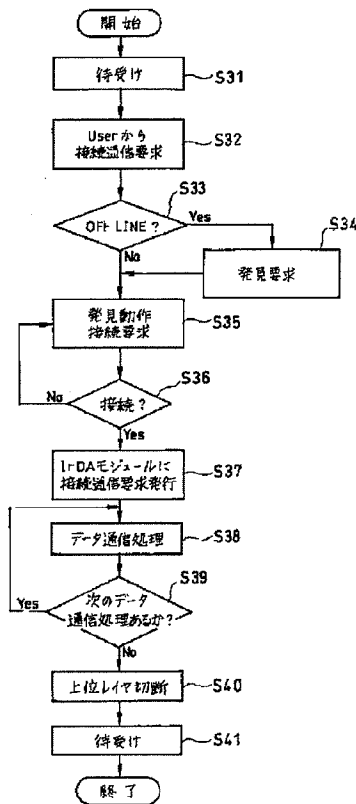 開始
待受け
S31
Userから
接続通信要求
S32
S33
OFF LINE?
Yes
No
S34
発見要求
発見動作
接続要求
S35
S36
接続?
No
Yes
IrDAモジュールに
接続通信要求発行
S37
データ通信処理
S38
S39
次のデータ
通信処理あるか?
Yes
No
上位レイヤ切断
S40
待受け
S41
終了